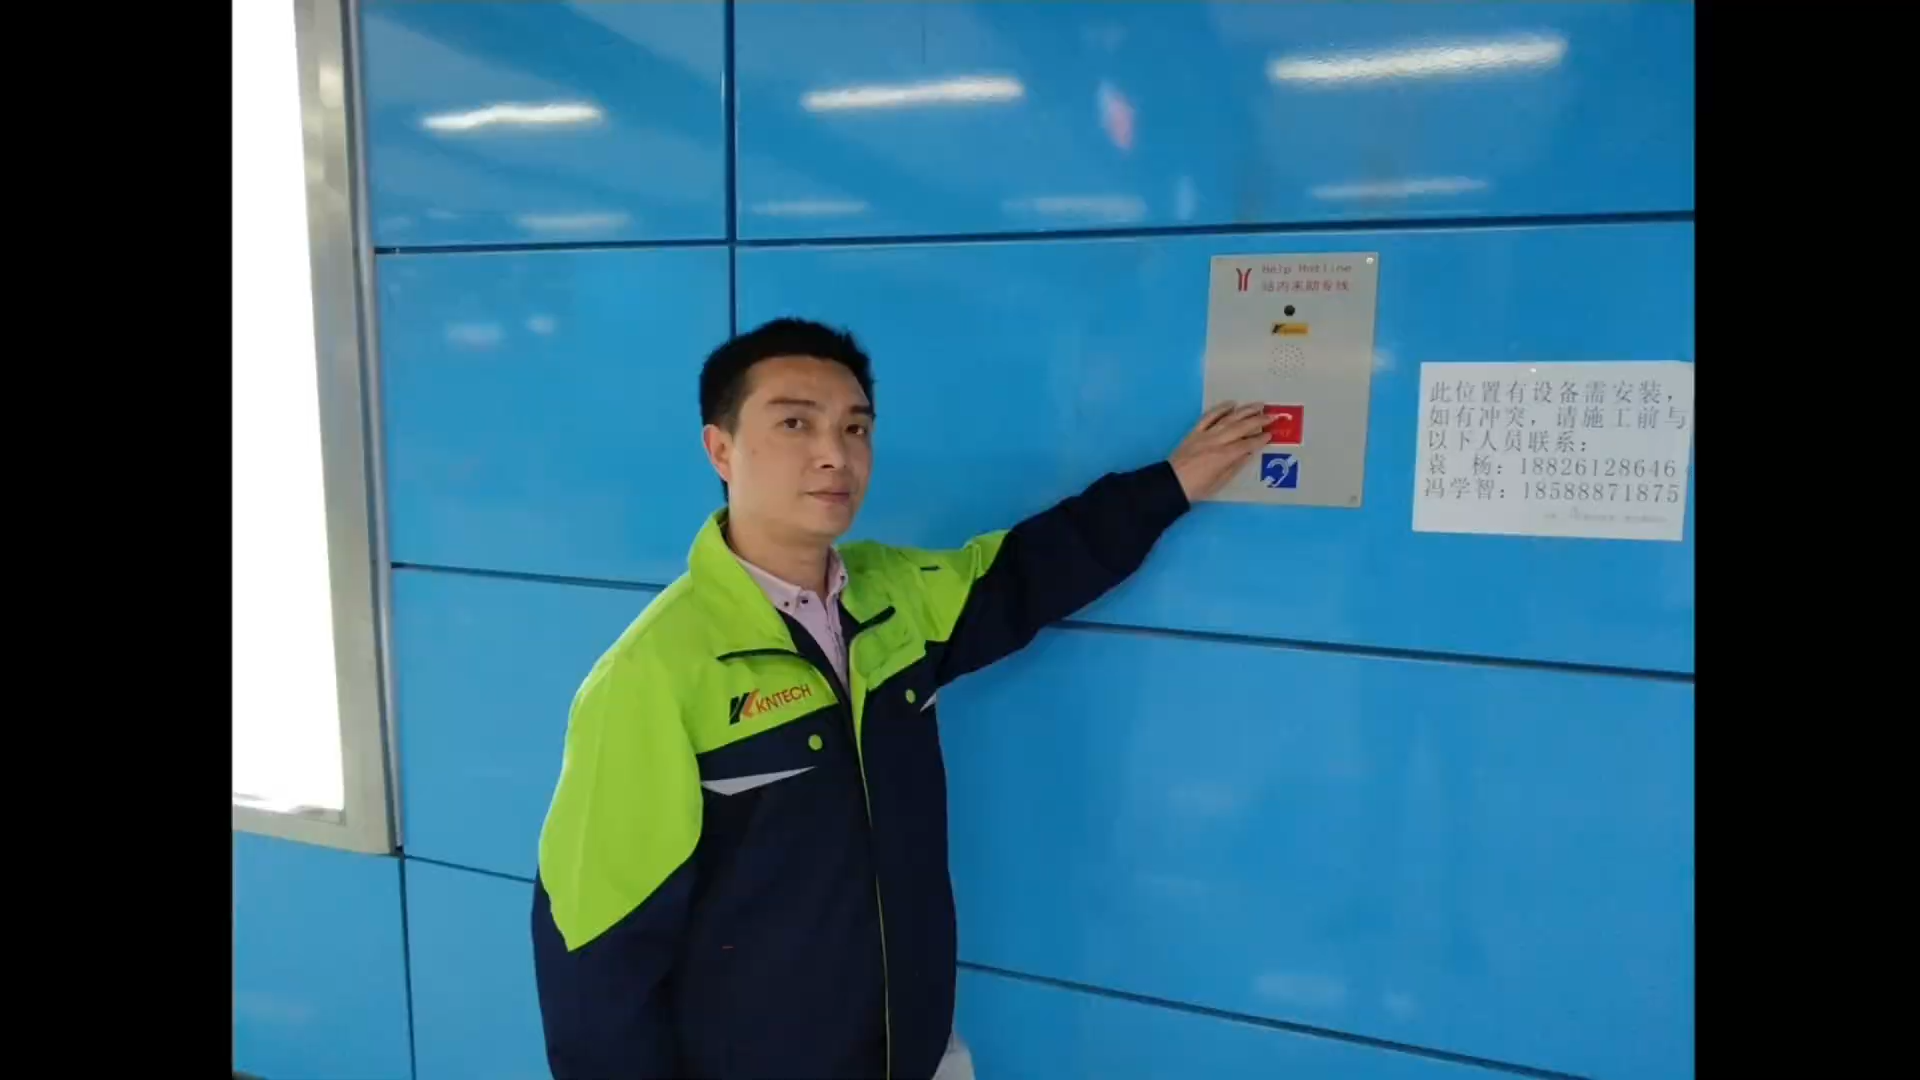 Help Hotline
站内求助专线
KNTECH
此位置有设备需安装，
如有冲突，请施工前与
以下人员联系：
袁　杨：18826128646
冯学智：18588871875